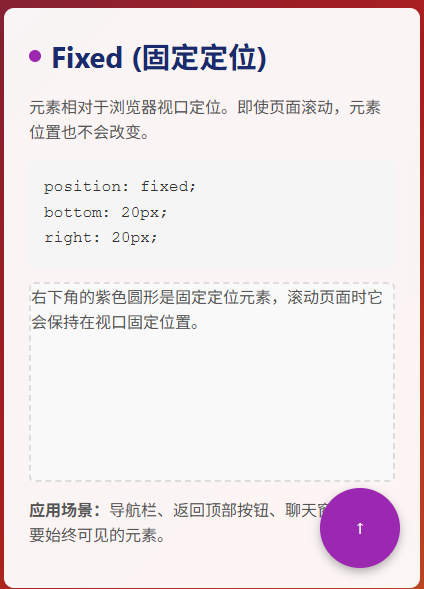 Fixed (固定定位)
元素相对于浏览器视口定位。即使页面滚动，元素
位置也不会改变。
position: fixed;
bottom: 20px;
right: 20px;
右下角的紫色圆形是固定定位元素，滚动页面时它
会保持在视口固定位置。
应用场景：导航栏、返回顶部按钮、聊天
要始终可见的元素。
↑